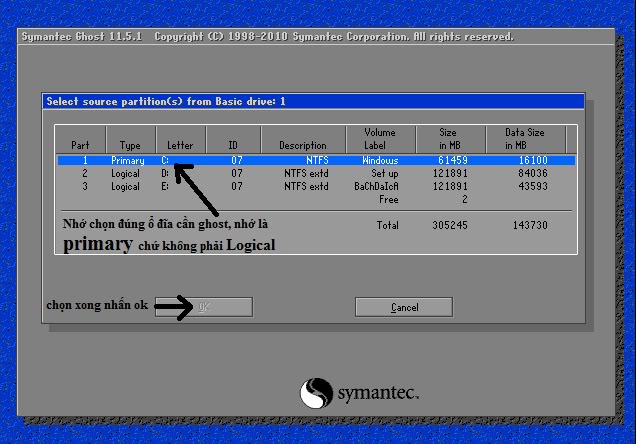 Symantec Ghost 11.5.1 Copyright (C) 1998-2010 Symantec Corporation. All rights reserved.
Select source partition(s) from Basic drive: 1
Part Type Letter ID Description Volume Label Size in MB Data Size in MB
1 Primary C: 07 NTFS Windows 61459 16100
2 Logical D: 07 NTFS extd Set up 121891 84036
3 Logical E: 07 NTFS extd BaChDaIcA 121891 43593
Free 2
Total 305245 143730
Nhớ chọn đúng ổ đĩa cần ghost, nhớ là
primary chứ không phải Logical
chọn xong nhấn ok
OK
Cancel
symantec.